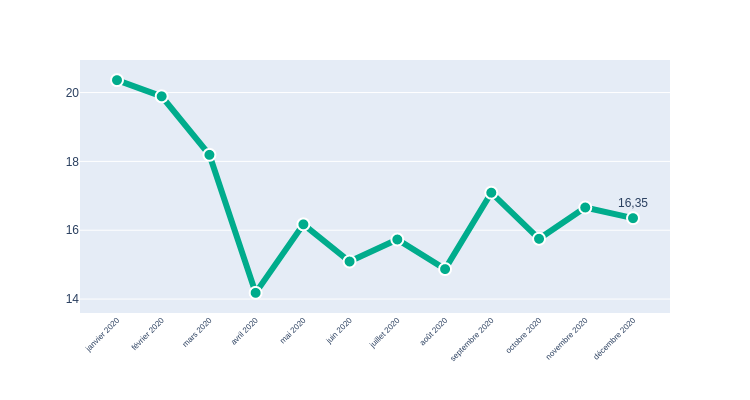 20
18
16
14
16,35
janvier 2020
février 2020
mars 2020
avril 2020
mai 2020
juin 2020
juillet 2020
août 2020
septembre 2020
octobre 2020
novembre 2020
décembre 2020